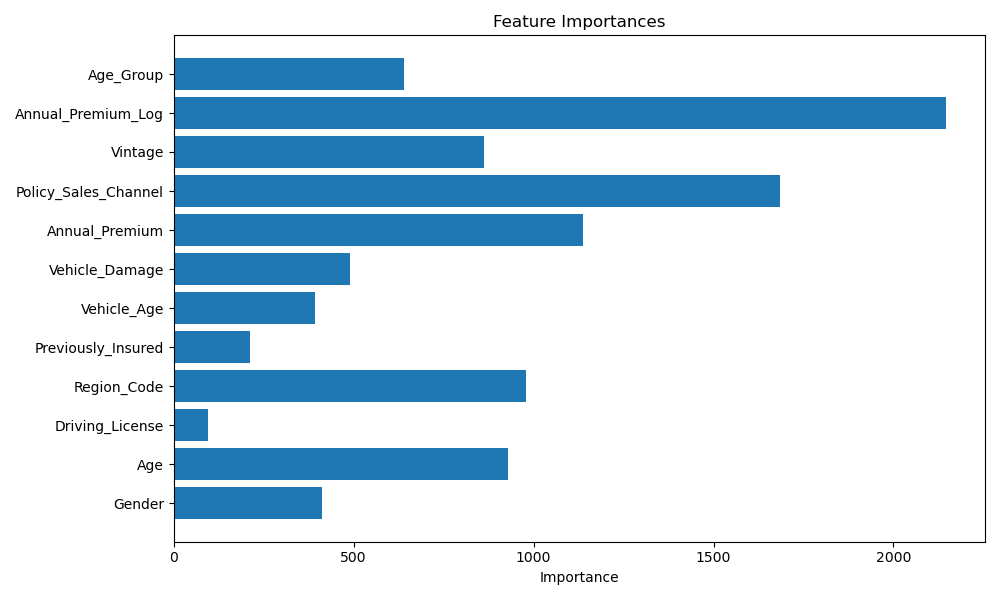 Feature Importances
Age_Group
Annual_Premium_Log
Vintage
Policy_Sales_Channel
Annual_Premium
Vehicle_Damage
Vehicle_Age
Previously_Insured
Region_Code
Driving_License
Age
Gender
0 500 1000 1500 2000
Importance